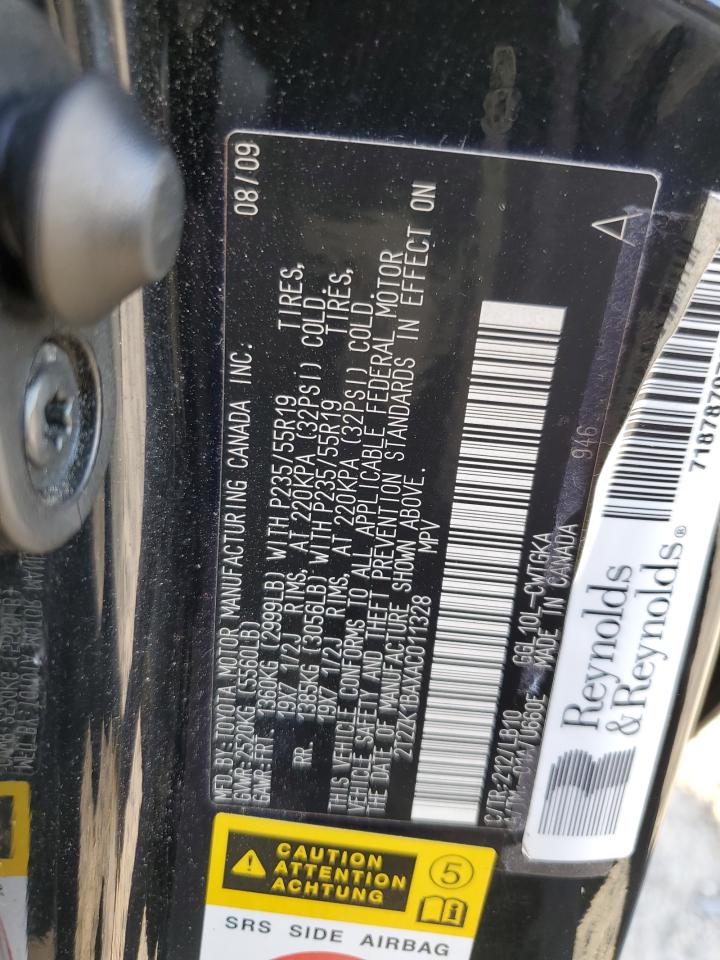 MFD. BY: TOYOTA MOTOR MANUFACTURING CANADA INC. 08/09
GVWR: 2520KG (5560LB)
GAWR: FRT. 1360KG (2999LB) WITH P235/55R19 TIRES,
19X7 1/2J RIMS, AT 220KPA (32PSI) COLD
RR. 1385KG (3056LB) WITH P235/55R19 TIRES,
19X7 1/2J RIMS, AT 220KPA (32PSI) COLD.
THIS VEHICLE CONFORMS TO ALL APPLICABLE FEDERAL MOTOR
VEHICLE SAFETY AND THEFT PREVENTION STANDARDS IN EFFECT ON
THE DATE OF MANUFACTURE SHOWN ABOVE.
2T2ZK1BAXAC011328 MPV
A
C/TR: 212/LB10 GGL10L-CWTGKA 946
U660E MADE IN CANADA
Reynolds
& Reynolds®
CAUTION
ATTENTION
ACHTUNG
5
SRS SIDE AIRBAG